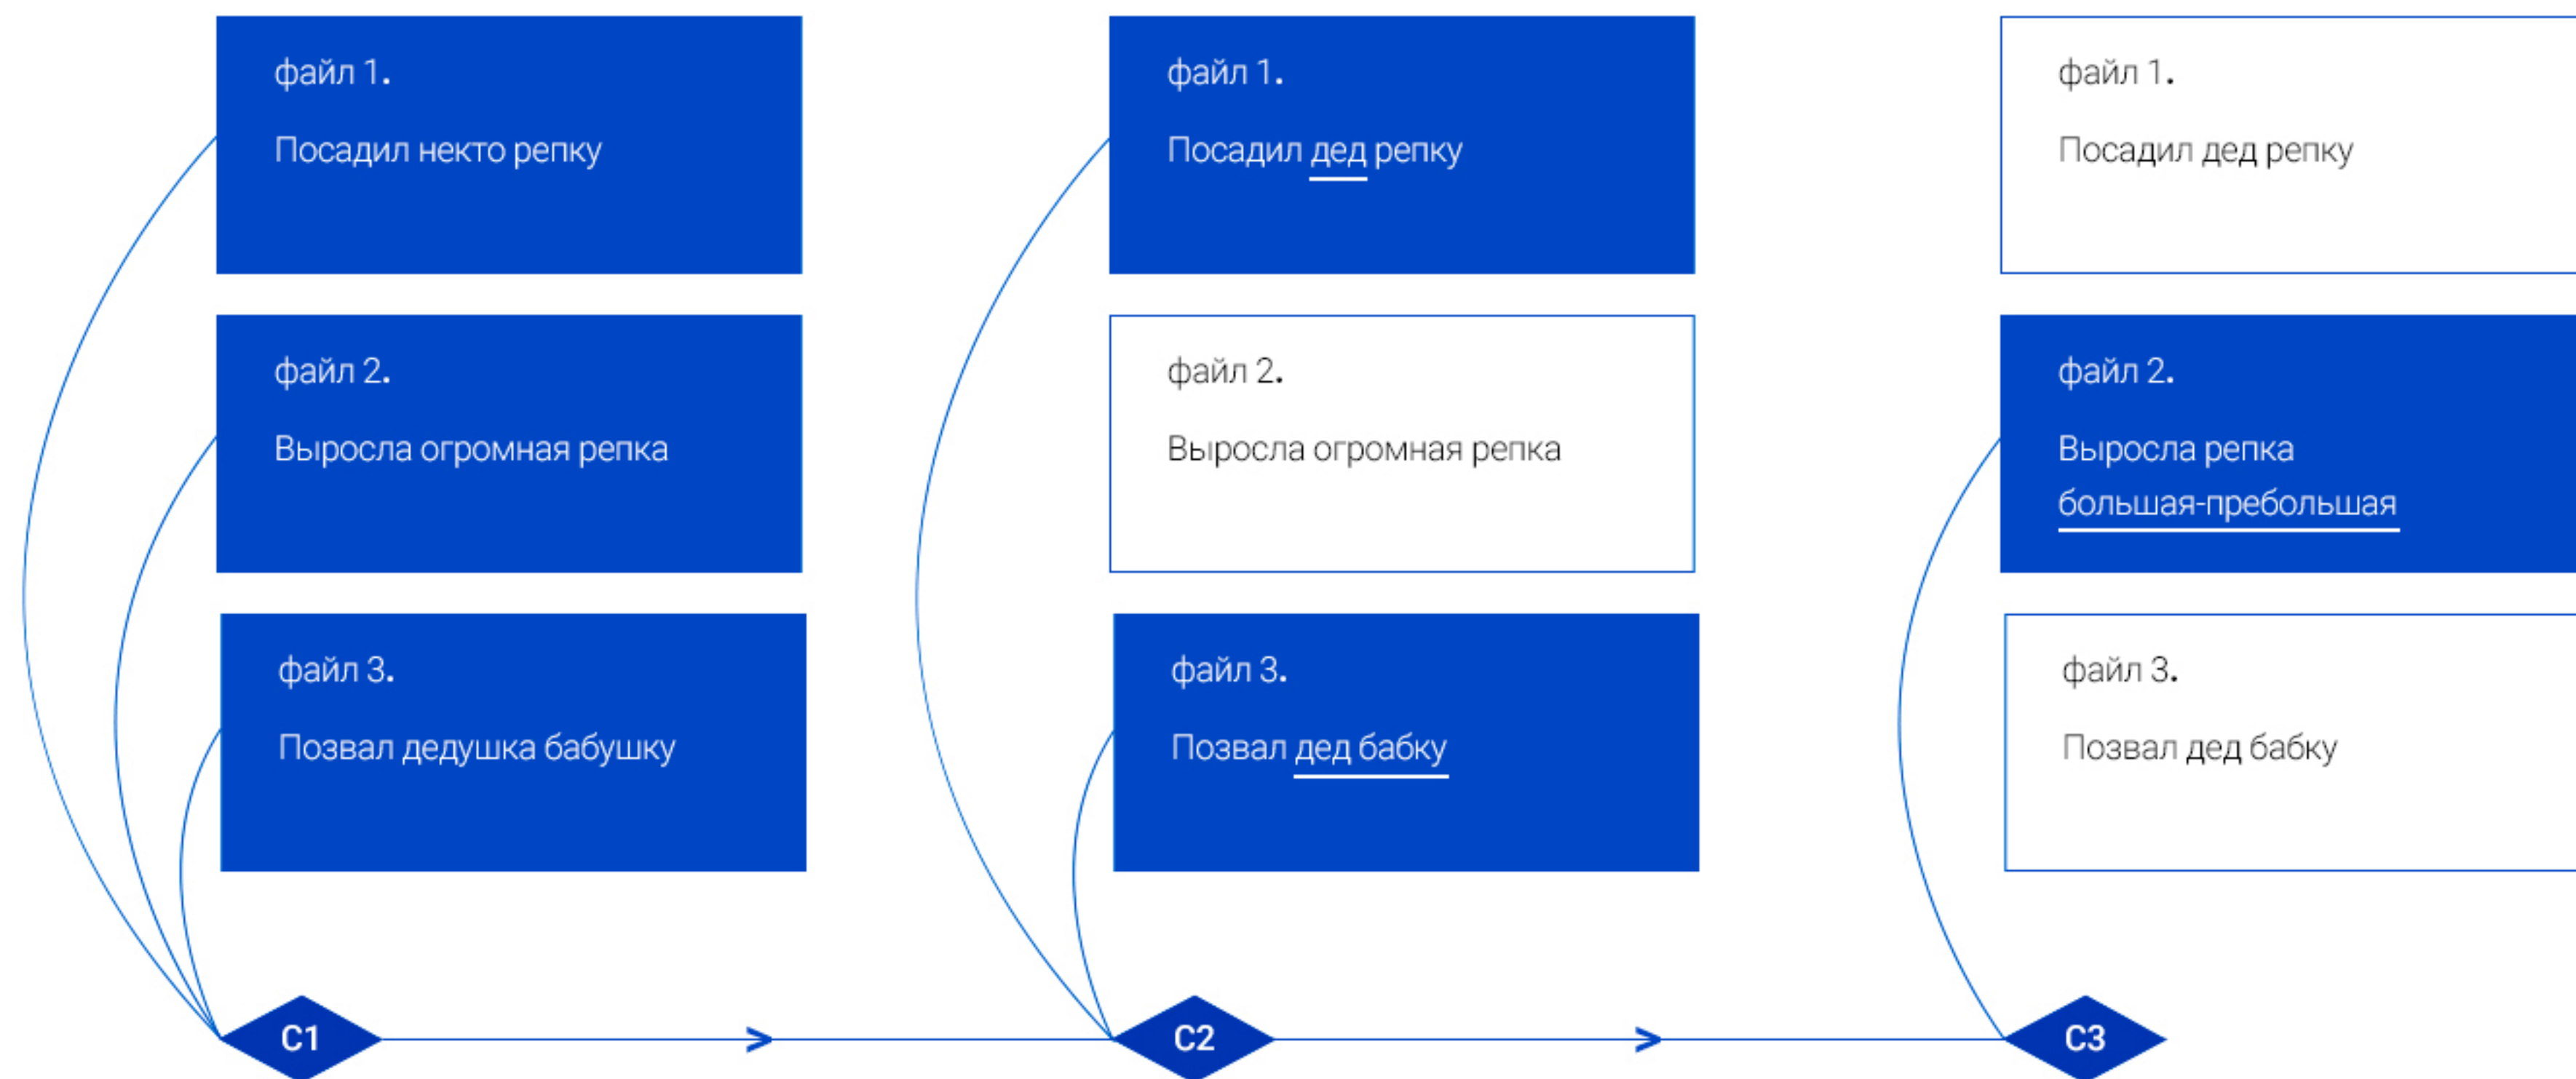 файл 1.
Посадил некто репку
файл 2.
Выросла огромная репка
файл 3.
Позвал дедушка бабушку
C1
файл 1.
Посадил дед репку
файл 2.
Выросла огромная репка
файл 3.
Позвал дед бабку
C2
файл 1.
Посадил дед репку
файл 2.
Выросла репка
большая-пребольшая
файл 3.
Позвал дед бабку
C3